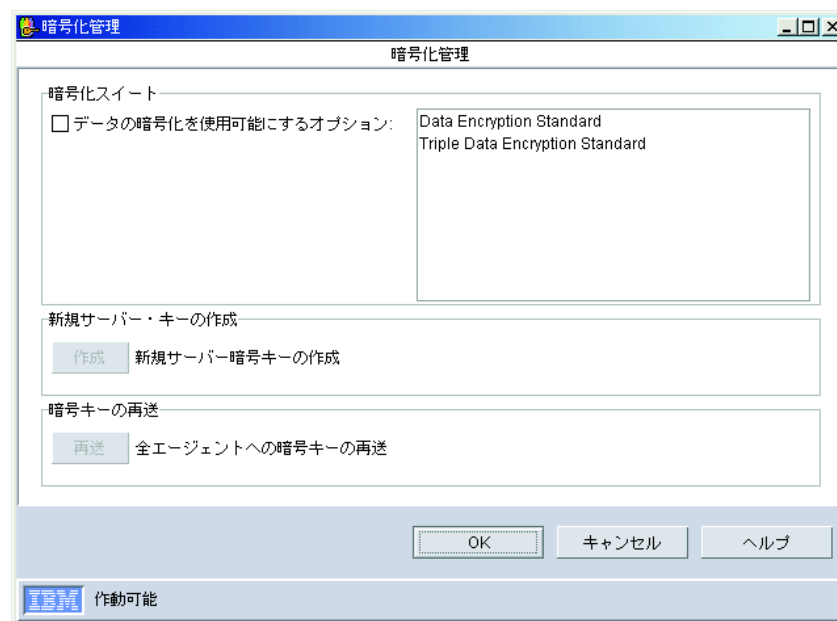 暗号化管理
暗号化管理
暗号化スイート
データの暗号化を使用可能にするオプション:
Data Encryption Standard
Triple Data Encryption Standard
新規サーバー・キーの作成
作成 新規サーバー暗号キーの作成
暗号キーの再送
再送 全エージェントへの暗号キーの再送
OK キャンセル ヘルプ
IBM 作動可能